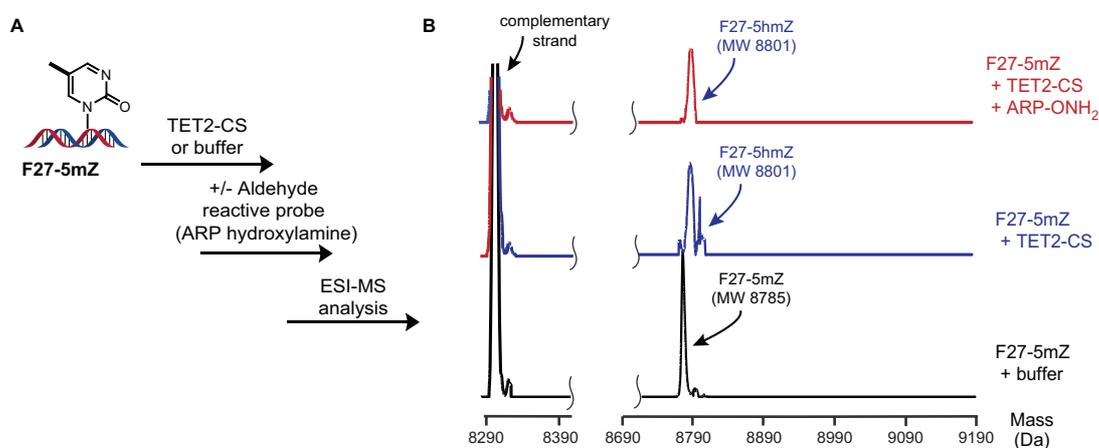 A
N
N
O
F27-5mZ
TET2-CS
or buffer
+/- Aldehyde
reactive probe
(ARP hydroxylamine)
ESI-MS
analysis
B
complementary
strand
F27-5hmZ
(MW 8801)
F27-5mZ
+ TET2-CS
+ ARP-ONH2
F27-5hmZ
(MW 8801)
F27-5mZ
+ TET2-CS
F27-5mZ
(MW 8785)
F27-5mZ
+ buffer
8290 8390 8690 8790 8890 8990 9090 9190
Mass
(Da)